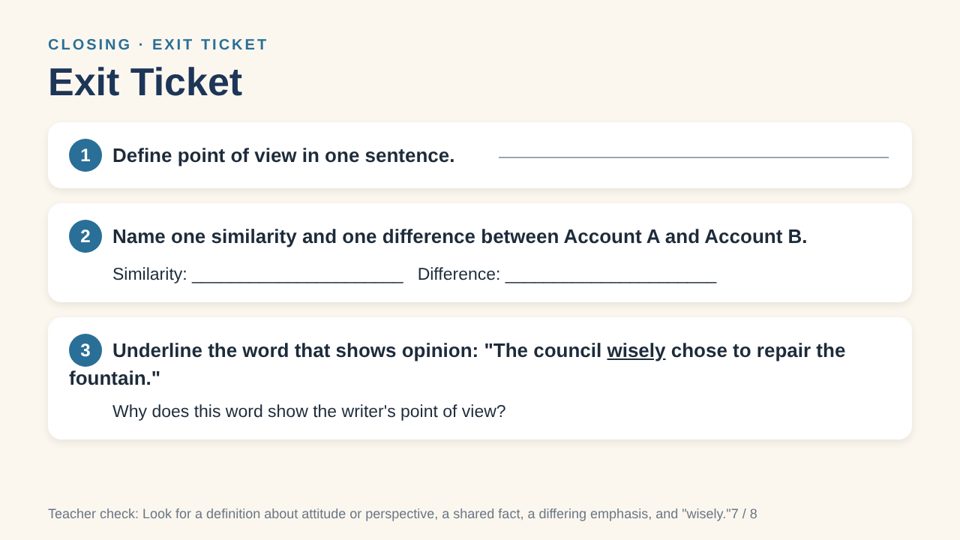 CLOSING · EXIT TICKET
Exit Ticket
1 Define point of view in one sentence.
2 Name one similarity and one difference between Account A and Account B.
Similarity: ______________________ Difference: ______________________
3 Underline the word that shows opinion: "The council wisely chose to repair the
fountain."
Why does this word show the writer's point of view?
Teacher check: Look for a definition about attitude or perspective, a shared fact, a differing emphasis, and "wisely."7 / 8